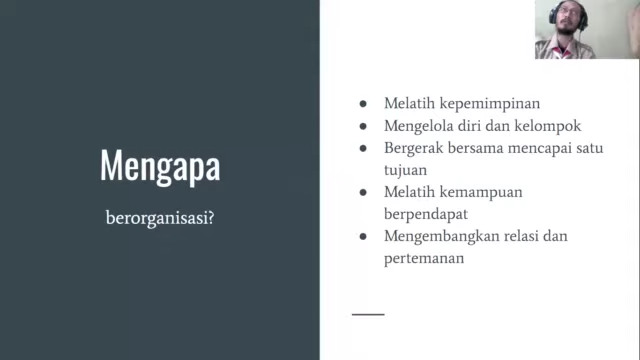 Mengapa
berorganisasi?
● Melatih kepemimpinan
● Mengelola diri dan kelompok
● Bergerak bersama mencapai satu
tujuan
● Melatih kemampuan
berpendapat
● Mengembangkan relasi dan
pertemanan